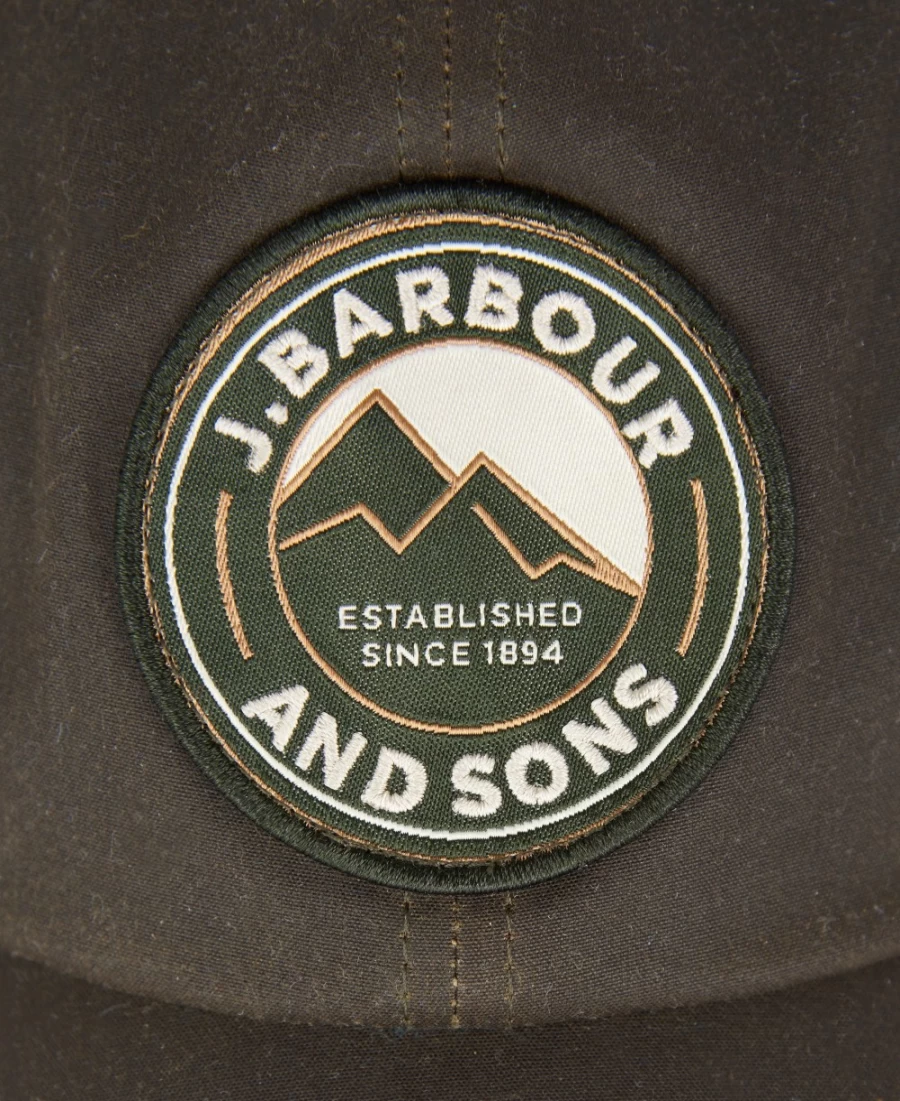 J.BARBOUR
ESTABLISHED
SINCE 1894
AND SONS